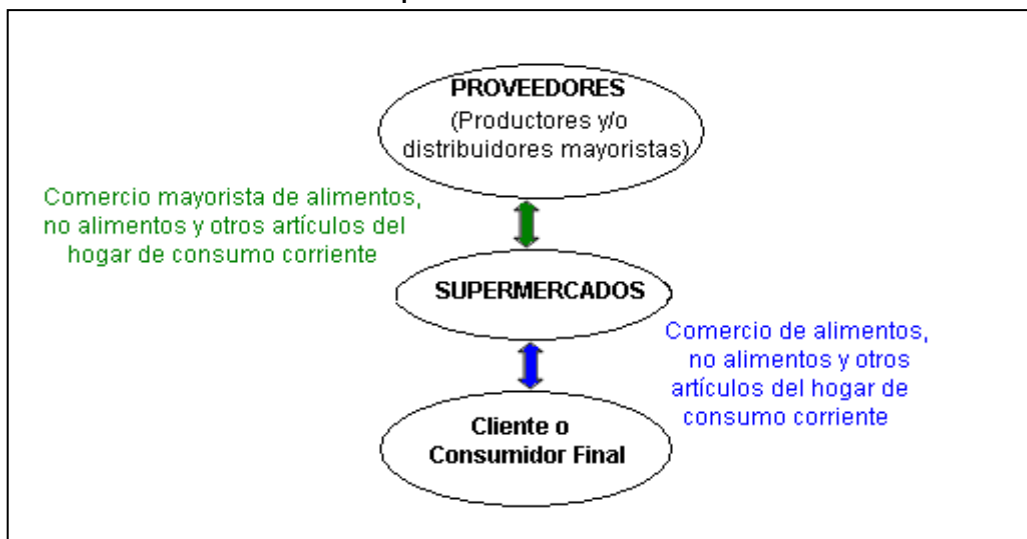 PROVEEDORES
(Productores y/o
distribuidores mayoristas)
Comercio mayorista de alimentos,
no alimentos y otros artículos del
hogar de consumo corriente
SUPERMERCADOS
Comercio de alimentos,
no alimentos y otros
artículos del hogar de
consumo corriente
Cliente o
Consumidor Final